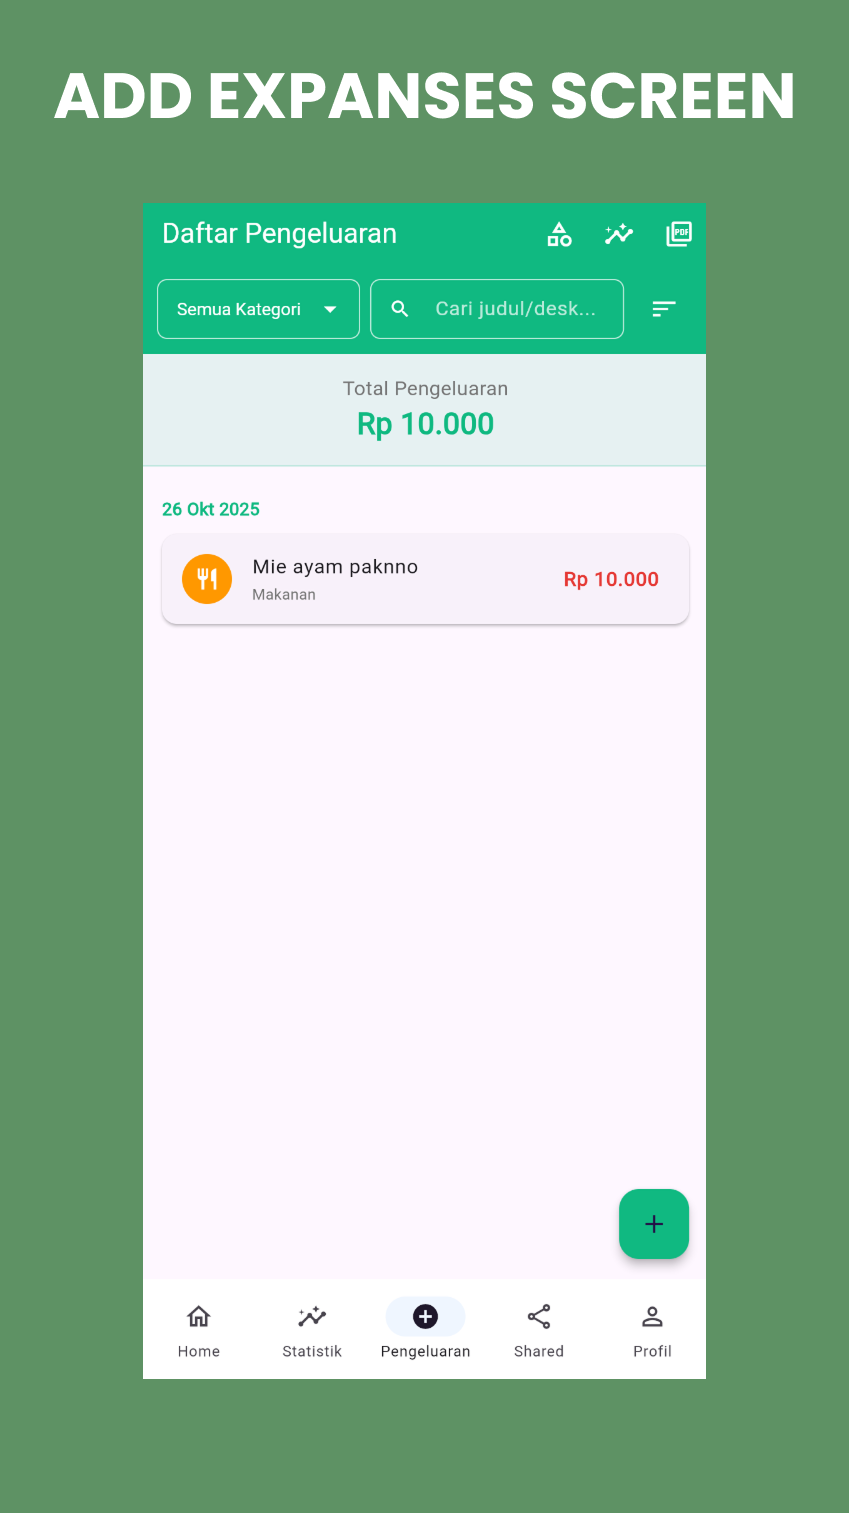 ADD EXPANSES SCREEN
Daftar Pengeluaran
PDF
Semua Kategori
Cari judul/desk...
Total Pengeluaran
Rp 10.000
26 Okt 2025
Mie ayam paknno
Makanan
Rp 10.000
Home
Statistik
Pengeluaran
Shared
Profil